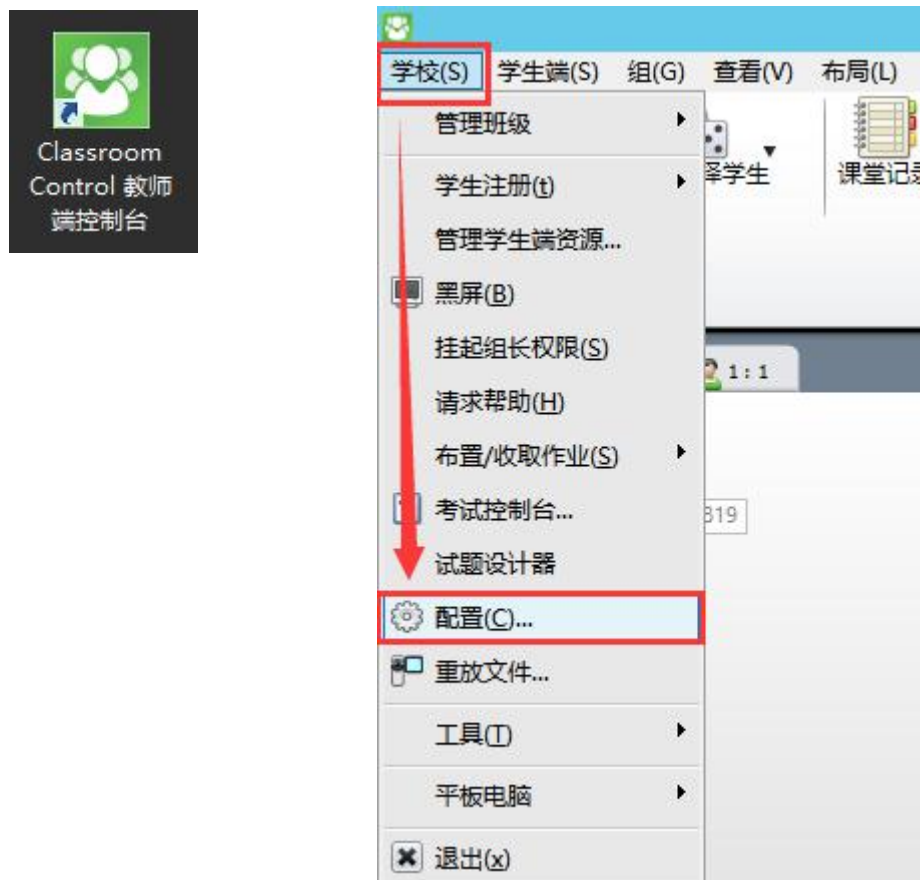 Classroom
Control 教师
端控制台
学校(S) 学生端(S) 组(G) 查看(V) 布局(L)
管理班级
学生 课堂记
学生注册(t)
管理学生端资源...
黑屏(B)
挂起组长权限(S)
1:1
请求帮助(H)
布置/收取作业(S)
考试控制台...
319
试题设计器
配置(C)...
重放文件...
工具(T)
平板电脑
退出(x)